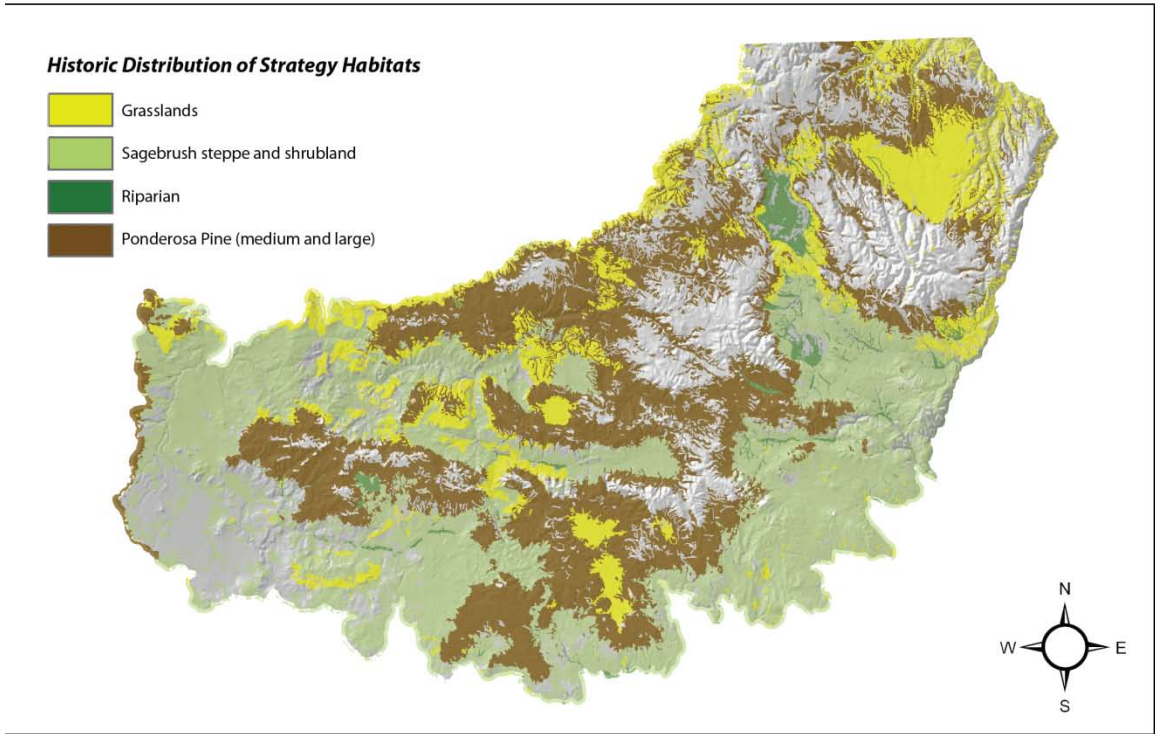 Historic Distribution of Strategy Habitats
Grasslands
Sagebrush steppe and shrubland
Riparian
Ponderosa Pine (medium and large)
N
W E
S